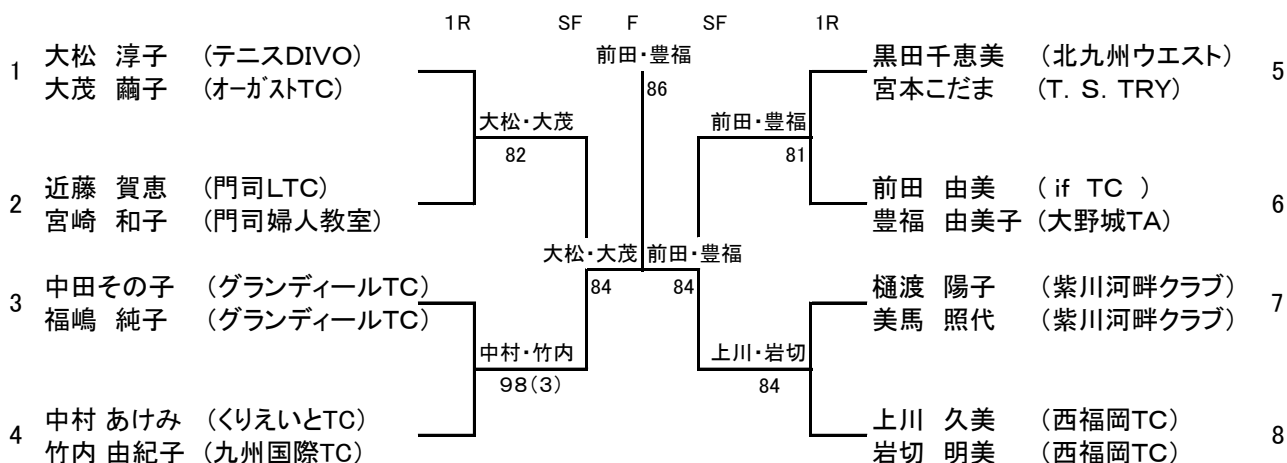 1R SF F SF 1R
前田・豊福
86
1 大松 淳子 (テニスDIVO)
大茂 繭子 (オーガストTC)
大松・大茂
82
2 近藤 賀恵 (門司LTC)
宮崎 和子 (門司婦人教室)
大松・大茂
84
3 中田その子 (グランディールTC)
福嶋 純子 (グランディールTC)
中村・竹内
98(3)
4 中村 あけみ (くりえいとTC)
竹内 由紀子 (九州国際TC)
黒田千恵美 (北九州ウエスト) 5
宮本こだま (T. S. TRY)
前田・豊福
81
前田 由美 ( if TC ) 6
豊福 由美子 (大野城TA)
前田・豊福
84
樋渡 陽子 (紫川河畔クラブ) 7
美馬 照代 (紫川河畔クラブ)
上川・岩切
84
上川 久美 (西福岡TC) 8
岩切 明美 (西福岡TC)